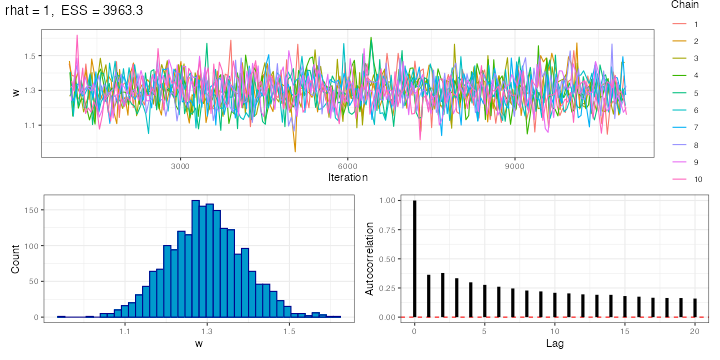 rhat = 1, ESS = 3963.3
w
1.5
1.3
1.1
3000 6000 9000
Iteration
Chain
1
2
3
4
5
6
7
8
9
10
Count
150
100
50
0
1.1 1.3 1.5
w
Autocorrelation
1.00
0.75
0.50
0.25
0.00
0 5 10 15 20
Lag